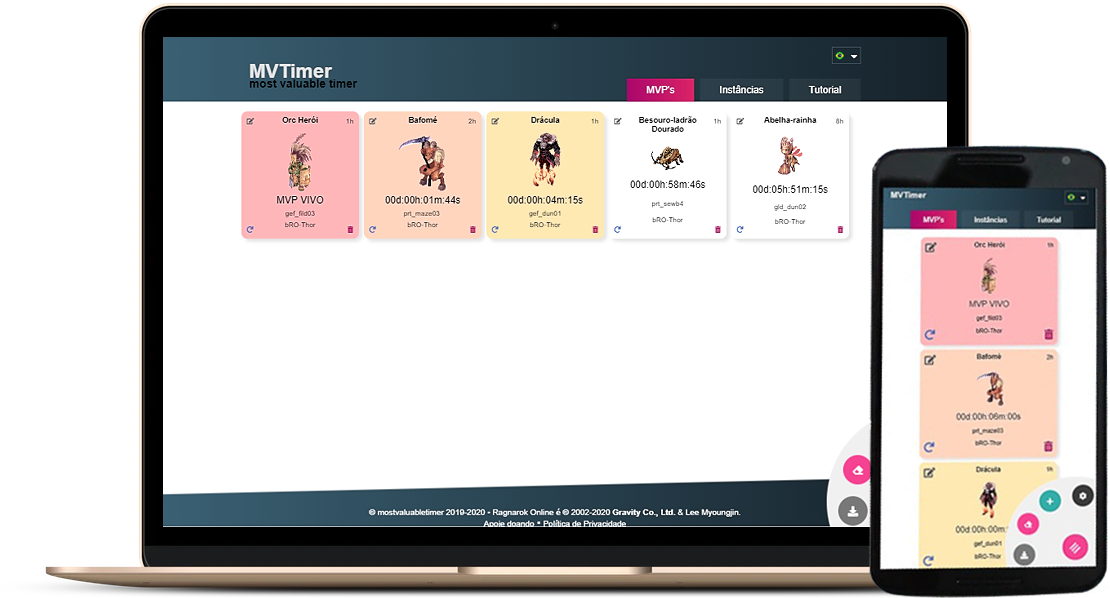 MVTimer
most valuable timer
MVP's
Instâncias
Tutorial
Orc Herói
1h
MVP VIVO
gef_fild03
bRO-Thor
Bafomé
2h
00d:00h:01m:44s
prt_maze03
bRO-Thor
Drácula
1h
00d:00h:04m:15s
gef_dun01
bRO-Thor
Besouro-ladrão
Dourado
1h
00d:00h:58m:46s
prt_sewb4
bRO-Thor
Abelha-rainha
6h
00d:05h:51m:15s
gld_dun02
bRO-Thor
© mostvaluabletimer 2019-2020 - Ragnarok Online é © 2002-2020 Gravity Co., Ltd. & Lee Myoungjin.
Apoie doando * Política de Privacidade
MVTimer
MVP's
Instâncias
Tutorial
Orc Herói
1h
MVP VIVO
gef_fild03
bRO-Thor
Bafomé
2h
00d:00h:06m:00s
prt_maze03
bRO-Thor
Drácula
1h
00d:00h:00m:
gef_dun01
bRO-Thor